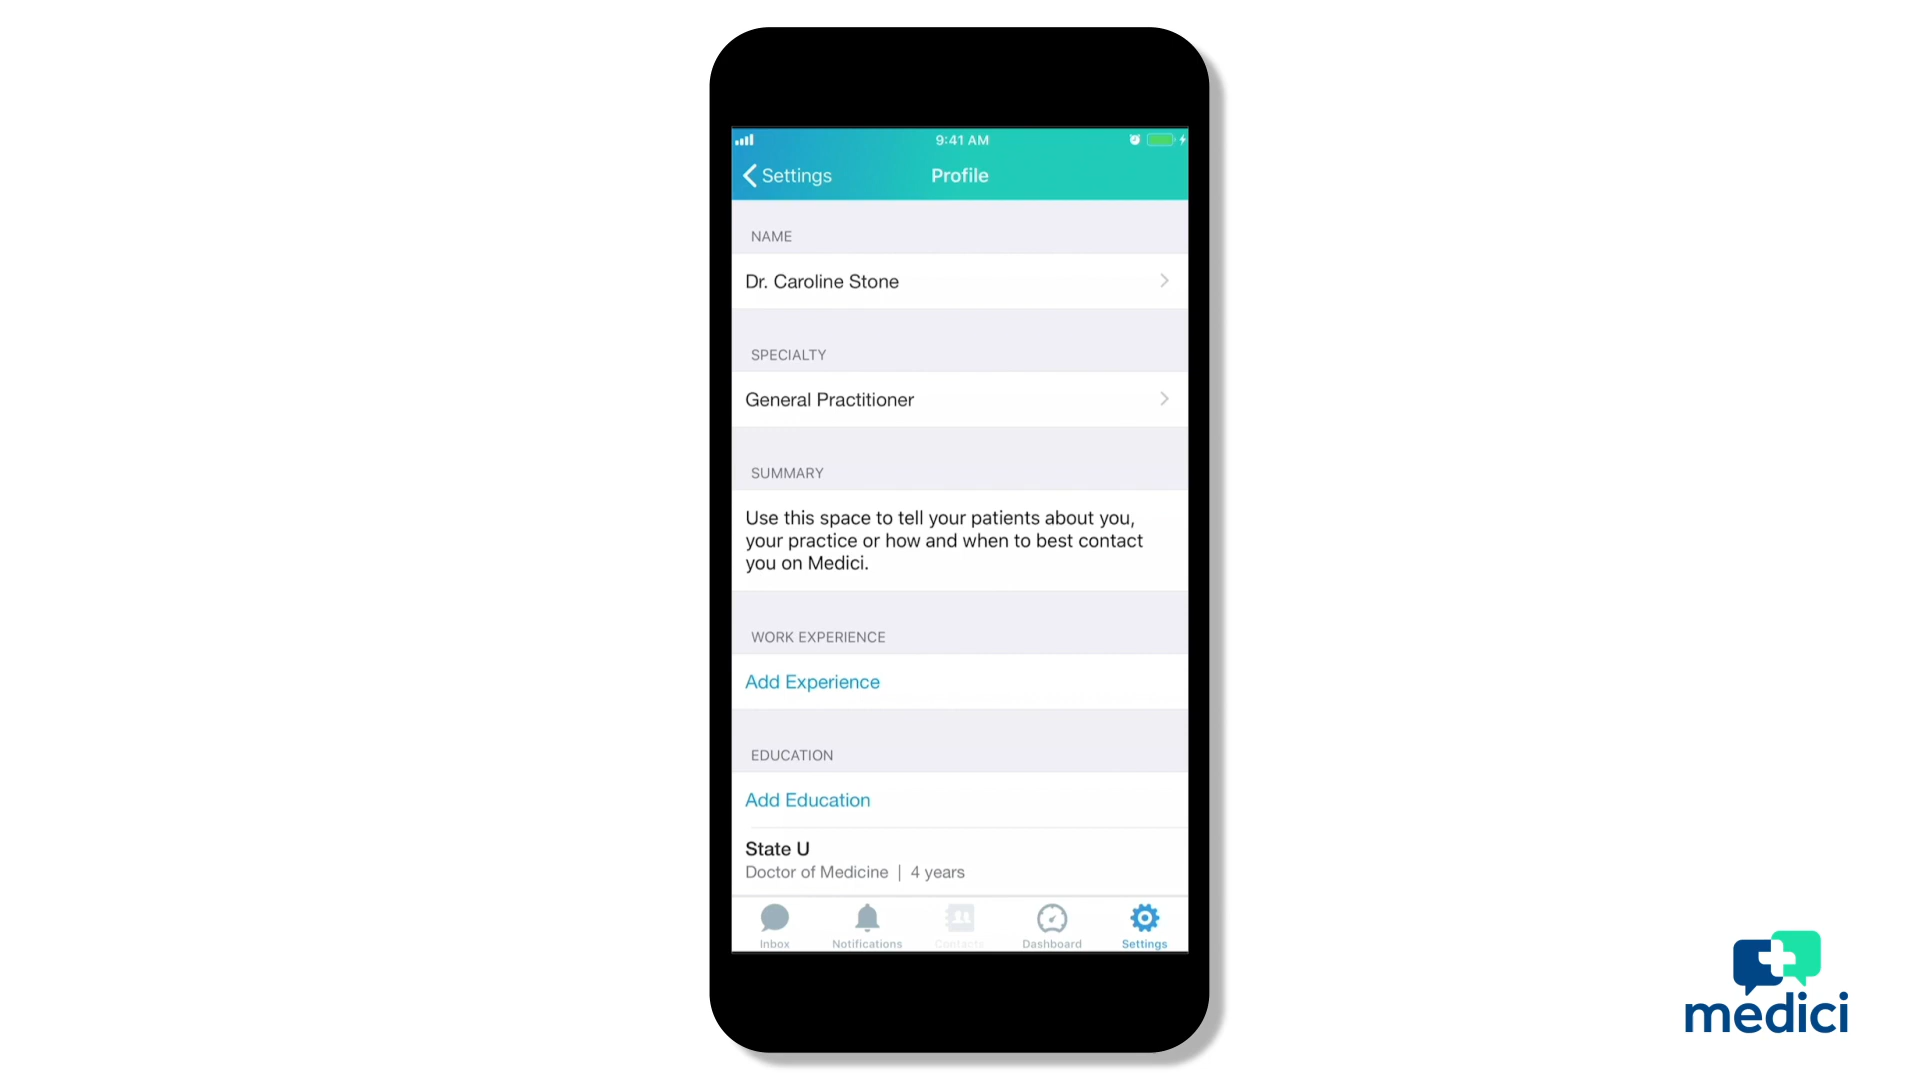 9:41 AM
Settings
Profile
NAME
Dr. Caroline Stone
SPECIALTY
General Practitioner
SUMMARY
Use this space to tell your patients about you,
your practice or how and when to best contact
you on Medici.
WORK EXPERIENCE
Add Experience
EDUCATION
Add Education
State U
Doctor of Medicine | 4 years
Inbox
Notifications
Contacts
Dashboard
Settings
medici